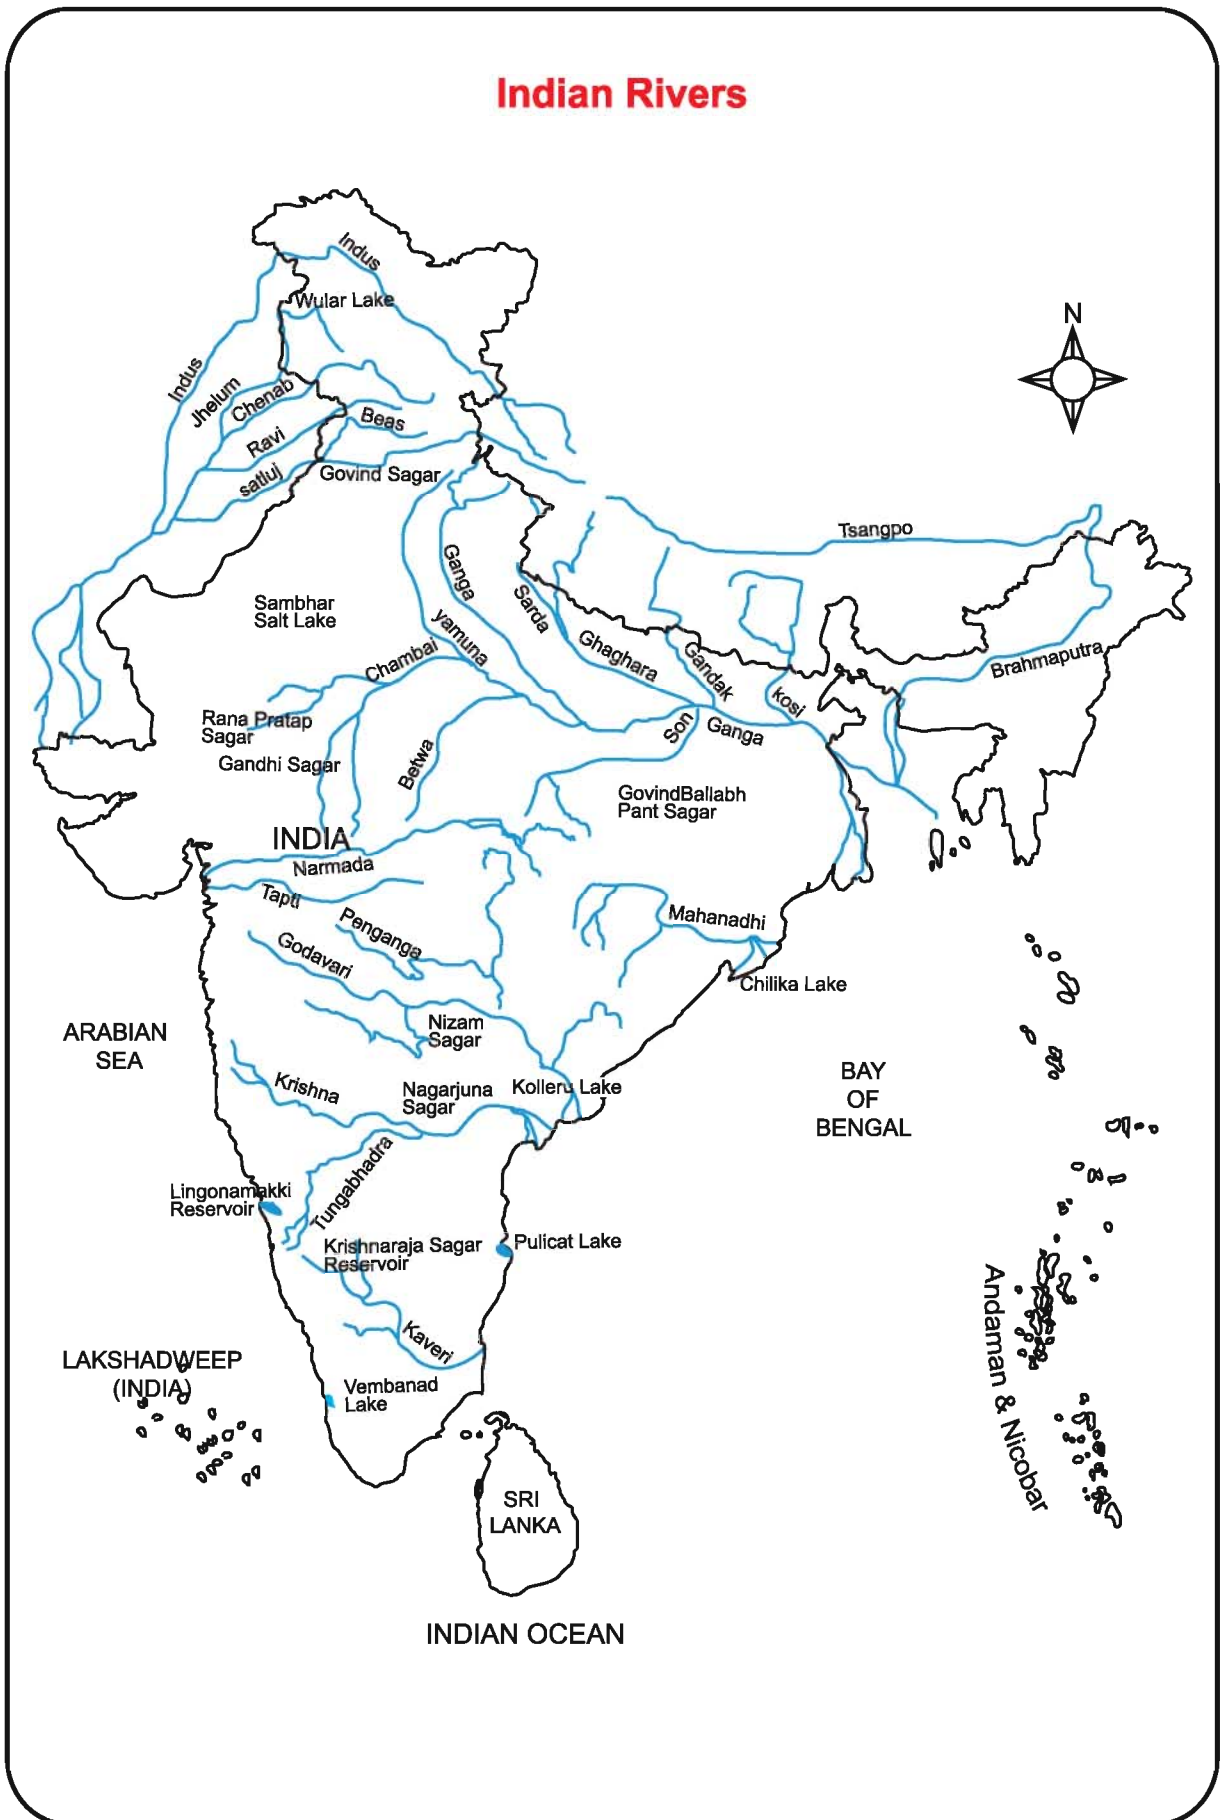 Indian Rivers
Indus
Wular Lake
N
Indus
Jhelum
Chenab
Beas
Ravi
satluj
Govind Sagar
Tsangpo
Ganga
Sarda
Sambhar
Salt Lake
yamuna
Chambai
Ghaghara
Gandak
Brahmaputra
kosi
Rana Pratap
Sagar
Son
Ganga
Gandhi Sagar
Betwa
GovindBallabh
Pant Sagar
INDIA
Narmada
Tapti
Penganga
Mahanadhi
Godavari
Chilika Lake
ARABIAN
SEA
Nizam
Sagar
BAY
OF
BENGAL
Krishna
Nagarjuna
Sagar
Kolleru Lake
Tungabhadra
Lingonamakki
Reservoir
Krishnaraja Sagar
Reservoir
Pulicat Lake
Andaman & Nicobar
Kaveri
LAKSHADWEEP
(INDIA)
Vembanad
Lake
SRI
LANKA
INDIAN OCEAN